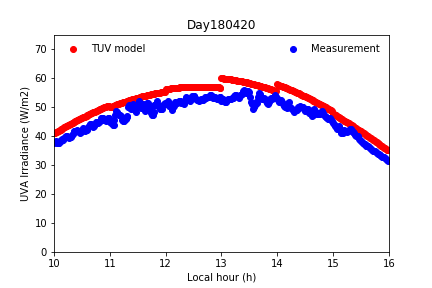 Day180420
TUV model
Measurement
UVA Irradiance (W/m2)
70
60
50
40
30
20
10
0
10 11 12 13 14 15 16
Local hour (h)